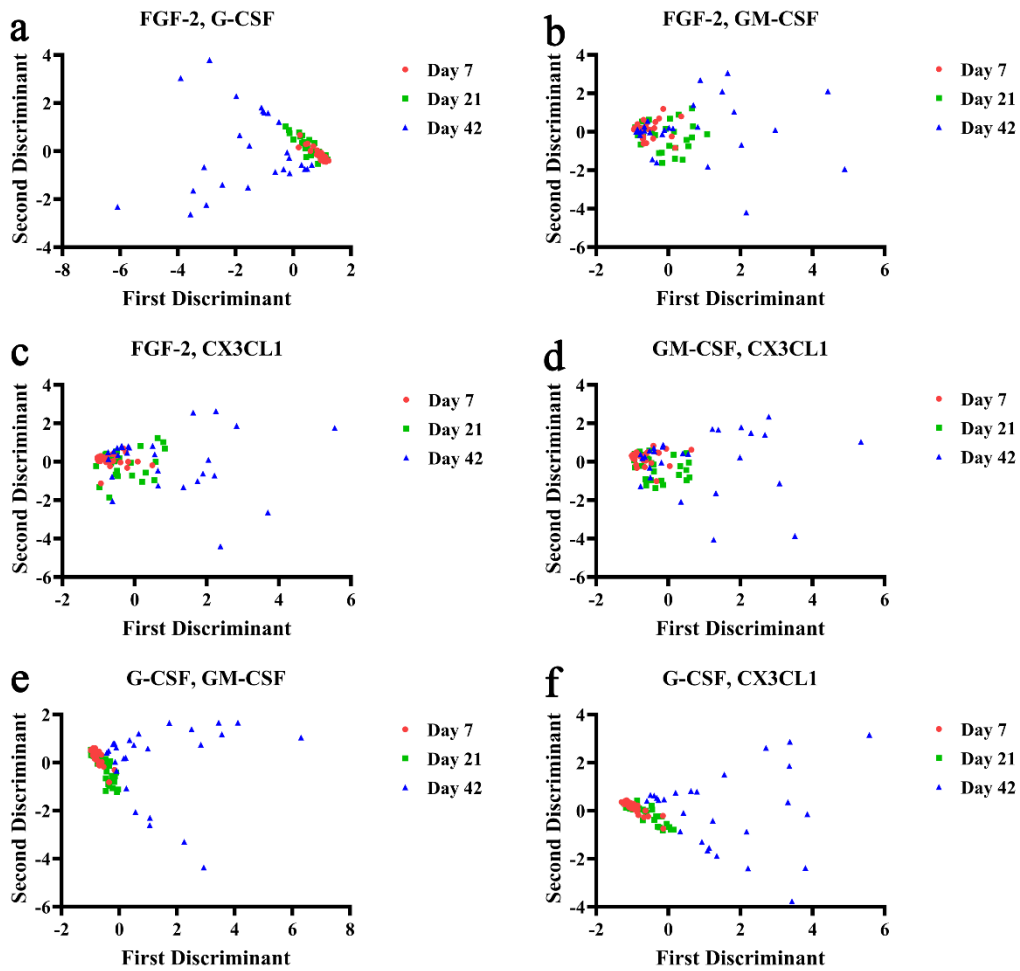 a
FGF-2, G-CSF
Second Discriminant
4
2
0
-2
-4
-8
-6
-4
-2
0
2
First Discriminant
Day 7
Day 21
Day 42
b
FGF-2, GM-CSF
Second Discriminant
6
4
2
0
-2
-4
-6
-2
0
2
4
6
First Discriminant
Day 7
Day 21
Day 42
c
FGF-2, CX3CL1
Second Discriminant
4
2
0
-2
-4
-6
-2
0
2
4
6
First Discriminant
Day 7
Day 21
Day 42
d
GM-CSF, CX3CL1
Second Discriminant
4
2
0
-2
-4
-6
-2
0
2
4
6
First Discriminant
Day 7
Day 21
Day 42
e
G-CSF, GM-CSF
Second Discriminant
2
0
-2
-4
-6
-2
0
2
4
6
8
First Discriminant
Day 7
Day 21
Day 42
f
G-CSF, CX3CL1
Second Discriminant
4
2
0
-2
-4
-2
0
2
4
6
First Discriminant
Day 7
Day 21
Day 42